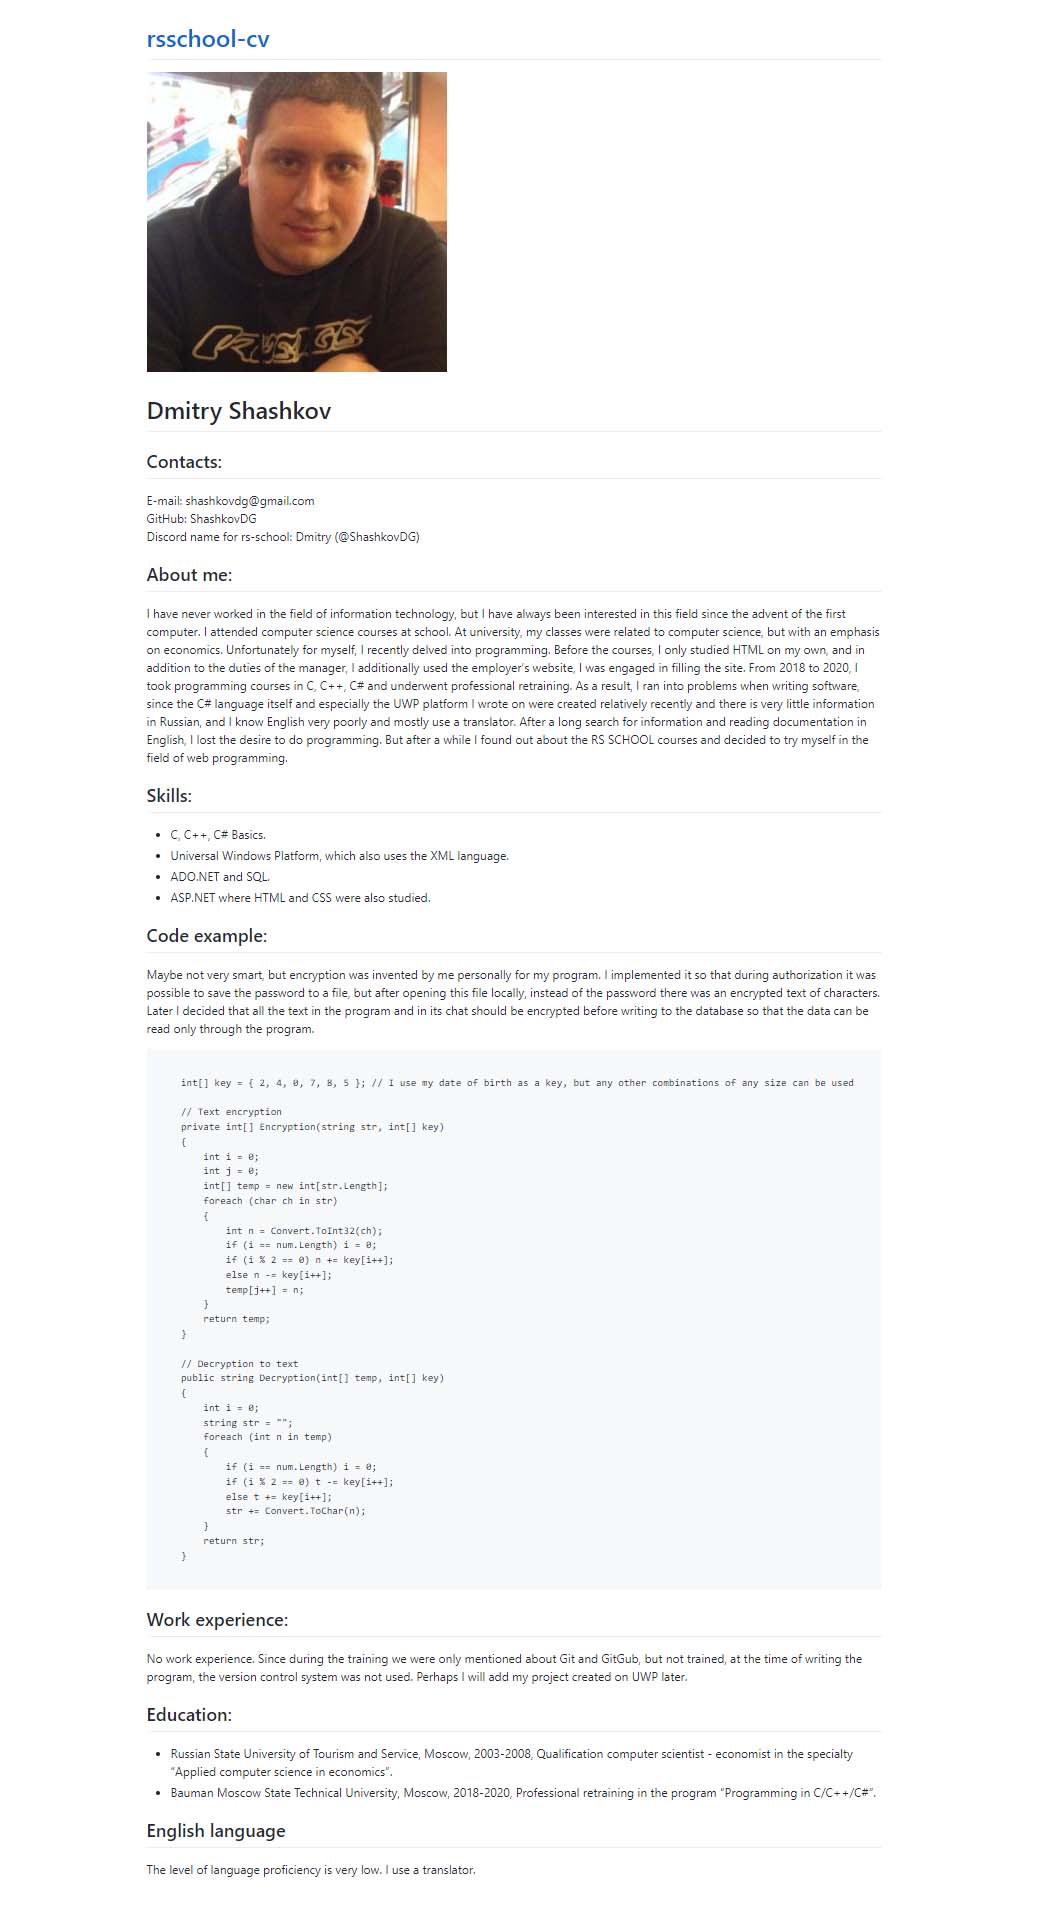 rsschool-cv
Dmitry Shashkov
Contacts:
E-mail: shashkovdg@gmail.com
GitHub: ShashkovDG
Discord name for rs-school: Dmitry (@ShashkovDG)
About me:
I have never worked in the field of information technology, but I have always been interested in this field since the advent of the first
computer. I attended computer science courses at school. At university, my classes were related to computer science, but with an emphasis
on economics. Unfortunately for myself, I recently delved into programming. Before the courses, I only studied HTML on my own, and in
addition to the duties of the manager, I additionally used the employer's website, I was engaged in filling the site. From 2018 to 2020, I
took programming courses in C, C++, C# and underwent professional retraining. As a result, I ran into problems when writing software,
since the C# language itself and especially the UWP platform I wrote on were created relatively recently and there is very little information
in Russian, and I know English very poorly and mostly use a translator. After a long search for information and reading documentation in
English, I lost the desire to do programming. But after a while I found out about the RS SCHOOL courses and decided to try myself in the
field of web programming.
Skills:
• C, C++, C# Basics.
• Universal Windows Platform, which also uses the XML language.
• ADO.NET and SQL.
• ASP.NET where HTML and CSS were also studied.
Code example:
Maybe not very smart, but encryption was invented by me personally for my program. I implemented it so that during authorization it was
possible to save the password to a file, but after opening this file locally, instead of the password there was an encrypted text of characters.
Later I decided that all the text in the program and in its chat should be encrypted before writing to the database so that the data can be
read only through the program.
int[] key = { 2, 4, 0, 7, 8, 5 }; // I use my date of birth as a key, but any other combinations of any size can be used
// Text encryption
private int[] Encryption(string str, int[] key)
{
int i = 0;
int j = 0;
int[] temp = new int[str.Length];
foreach (char ch in str)
{
int n = Convert.ToInt32(ch);
if (i == num.Length) i = 0;
if (i % 2 == 0) n += key[i++];
else n -= key[i++];
temp[j++] = n;
}
return temp;
}
// Decryption to text
public string Decryption(int[] temp, int[] key)
{
int i = 0;
string str = "";
foreach (int n in temp)
{
if (i == num.Length) i = 0;
if (i % 2 == 0) t -= key[i++];
else t += key[i++];
str += Convert.ToChar(n);
}
return str;
}
Work experience:
No work experience. Since during the training we were only mentioned about Git and GitGub, but not trained, at the time of writing the
program, the version control system was not used. Perhaps I will add my project created on UWP later.
Education:
• Russian State University of Tourism and Service, Moscow, 2003-2008, Qualification computer scientist - economist in the specialty
“Applied computer science in economics”.
• Bauman Moscow State Technical University, Moscow, 2018-2020, Professional retraining in the program “Programming in C/C++/C#”.
English language
The level of language proficiency is very low. I use a translator.